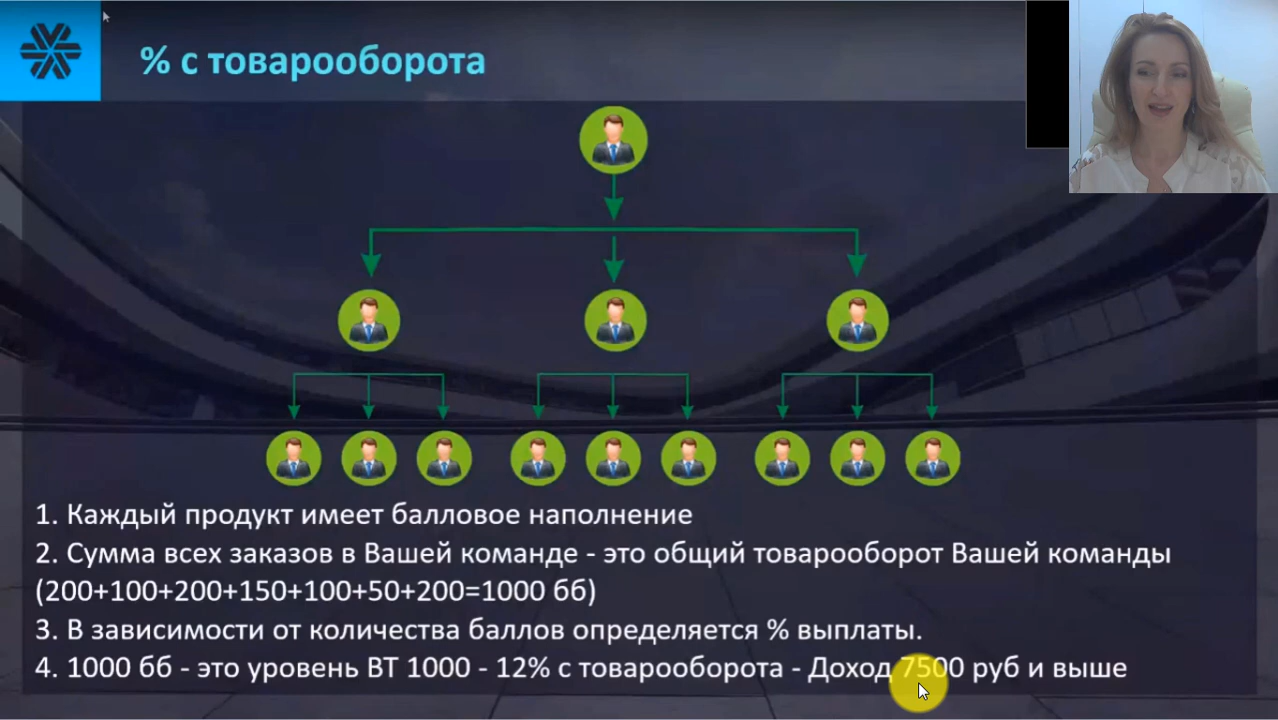 % с товарооборота
1. Каждый продукт имеет балловое наполнение
2. Сумма всех заказов в Вашей команде - это общий товарооборот Вашей команды
(200+100+200+150+100+50+200=1000 бб)
3. В зависимости от количества баллов определяется % выплаты.
4. 1000 бб - это уровень ВТ 1000 - 12% с товарооборота - Доход 7500 руб и выше